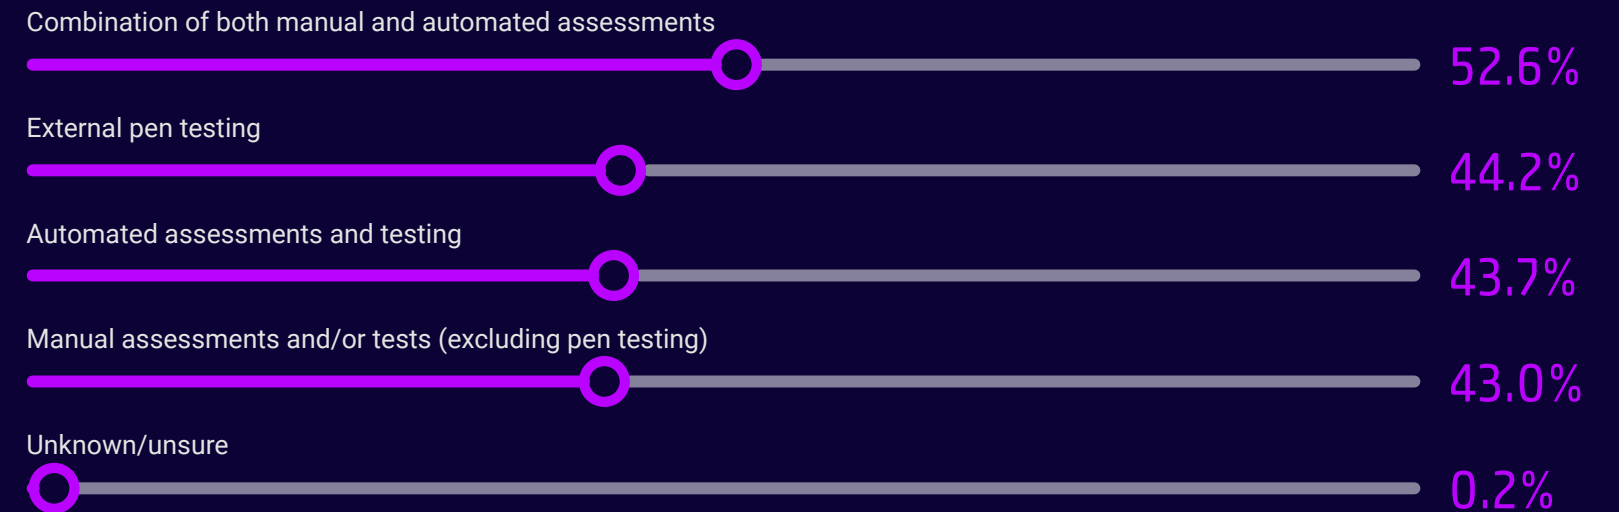 Combination of both manual and automated assessments
52.6%
External pen testing
44.2%
Automated assessments and testing
43.7%
Manual assessments and/or tests (excluding pen testing)
43.0%
Unknown/unsure
0.2%